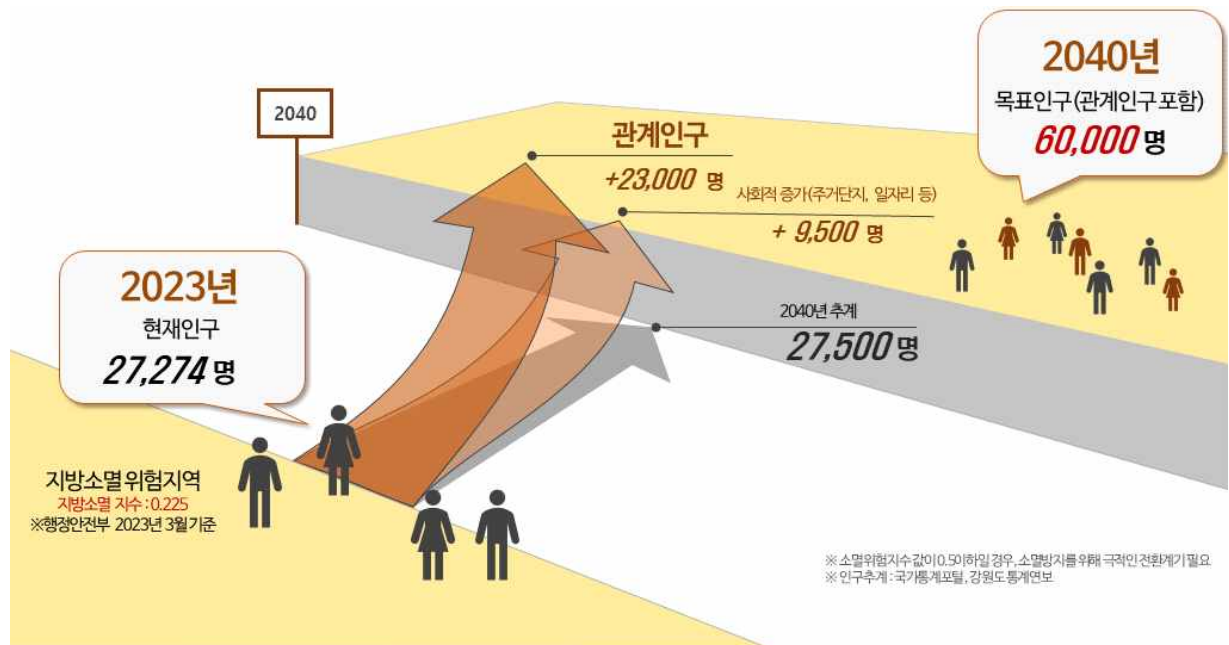 2040년
목표인구(관계인구 포함)
60,000 명
2040
관계인구
+23,000 명
사회적 증가(주거단지, 일자리 등)
+ 9,500 명
2023년
현재인구
27,274 명
2040년 추계
27,500 명
지방소멸 위험지역
지방소멸 지수 : 0.225
※행정안전부 2023년 3월 기준
※ 소멸위험지수 값이 0.5이하일 경우, 소멸방지를 위해 극적인 전환계기 필요
※ 인구추계 : 국가통계포털, 강원도 통계연보